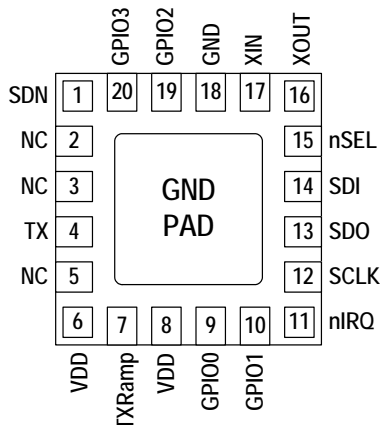 GPIO3
GPIO2
GND
XIN
XOUT
SDN 1 20 19 18 17 16
NC 2 15 nSEL
NC 3 14 SDI
GND
PAD
TX 4 13 SDO
NC 5 12 SCLK
6 7 8 9 10 11 nIRQ
VDD
TXRamp
VDD
GPIO0
GPIO1